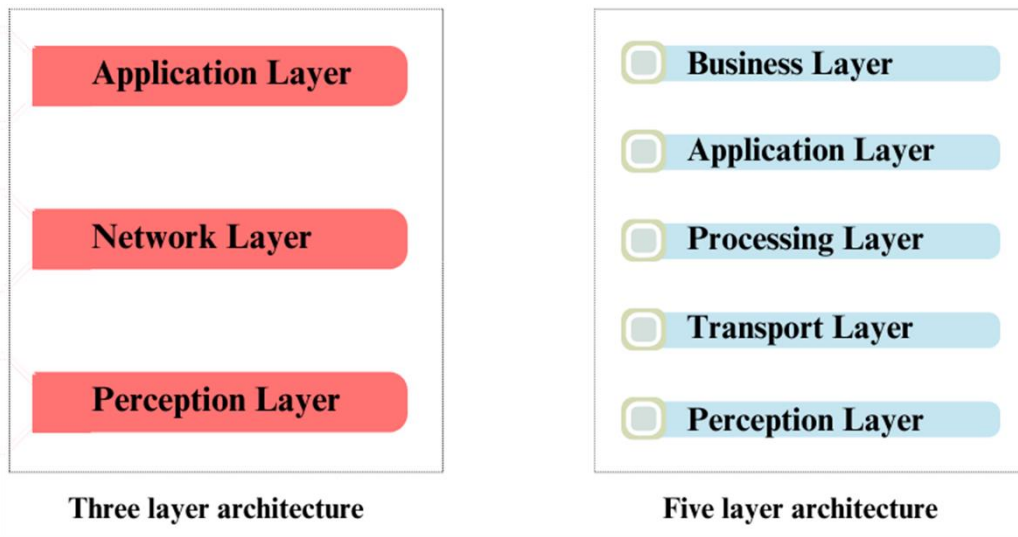 Application Layer
Network Layer
Perception Layer
Three layer architecture
Business Layer
Application Layer
Processing Layer
Transport Layer
Perception Layer
Five layer architecture